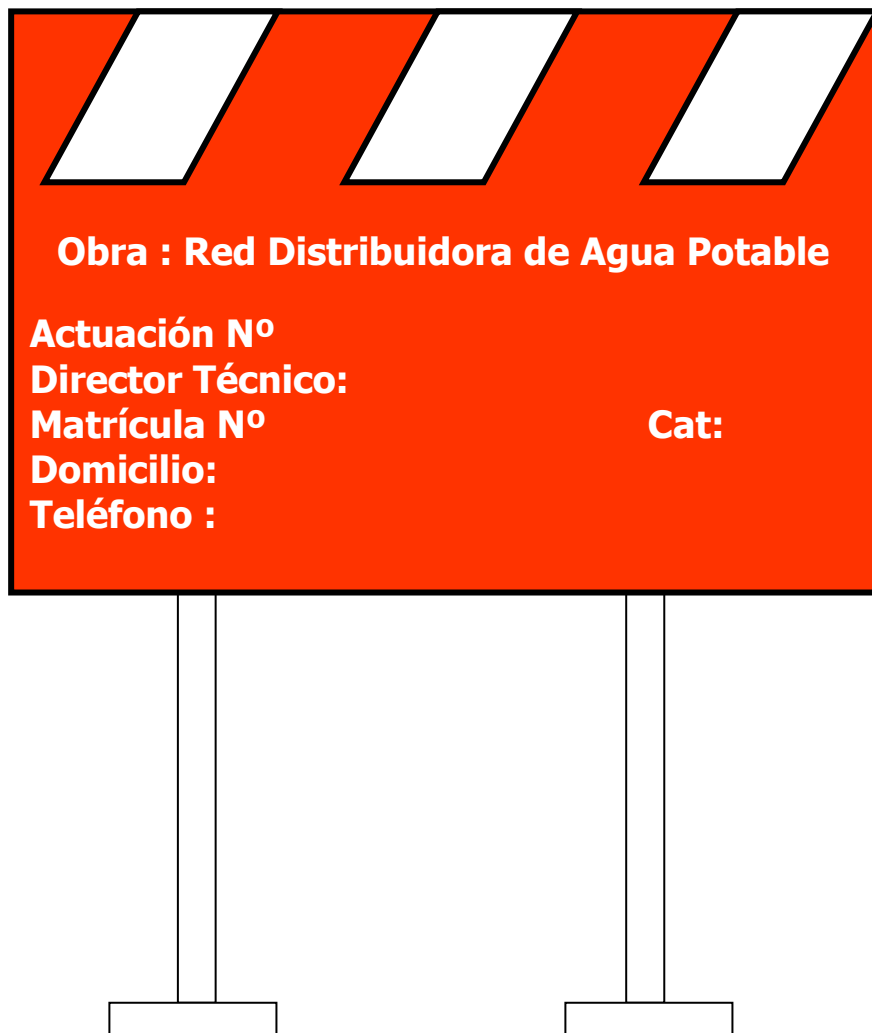 Obra : Red Distribuidora de Agua Potable
Actuación Nº
Director Técnico:
Matrícula Nº Cat:
Domicilio:
Teléfono :